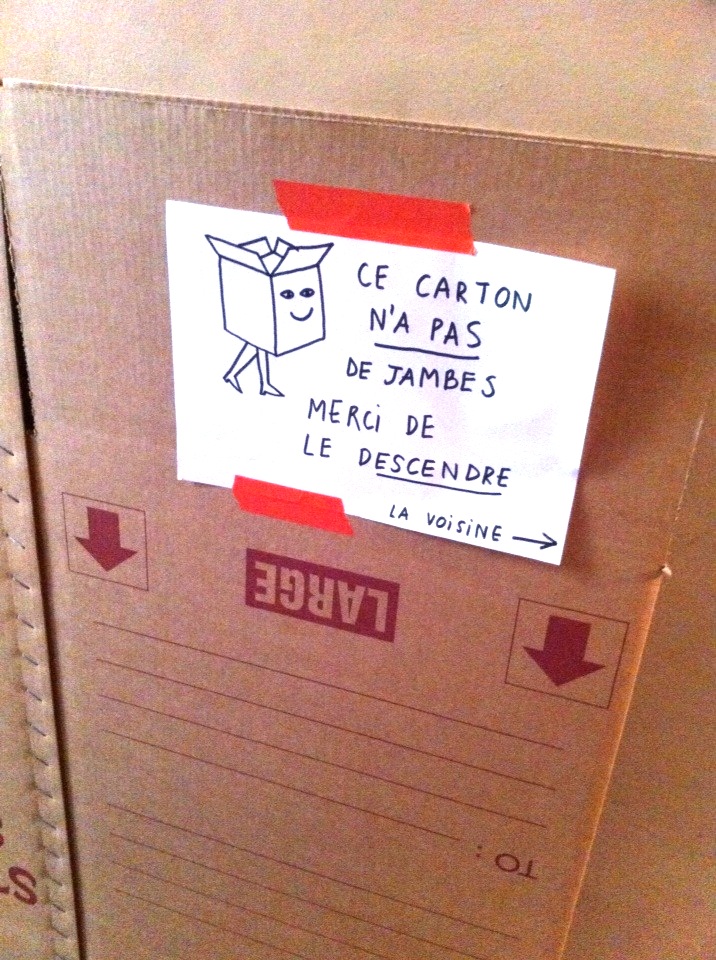 CE CARTON
N'A PAS
DE JAMBES
MERCi DE
LE DESCENDRE
LA VOiSiNE →
LARGE
TO :